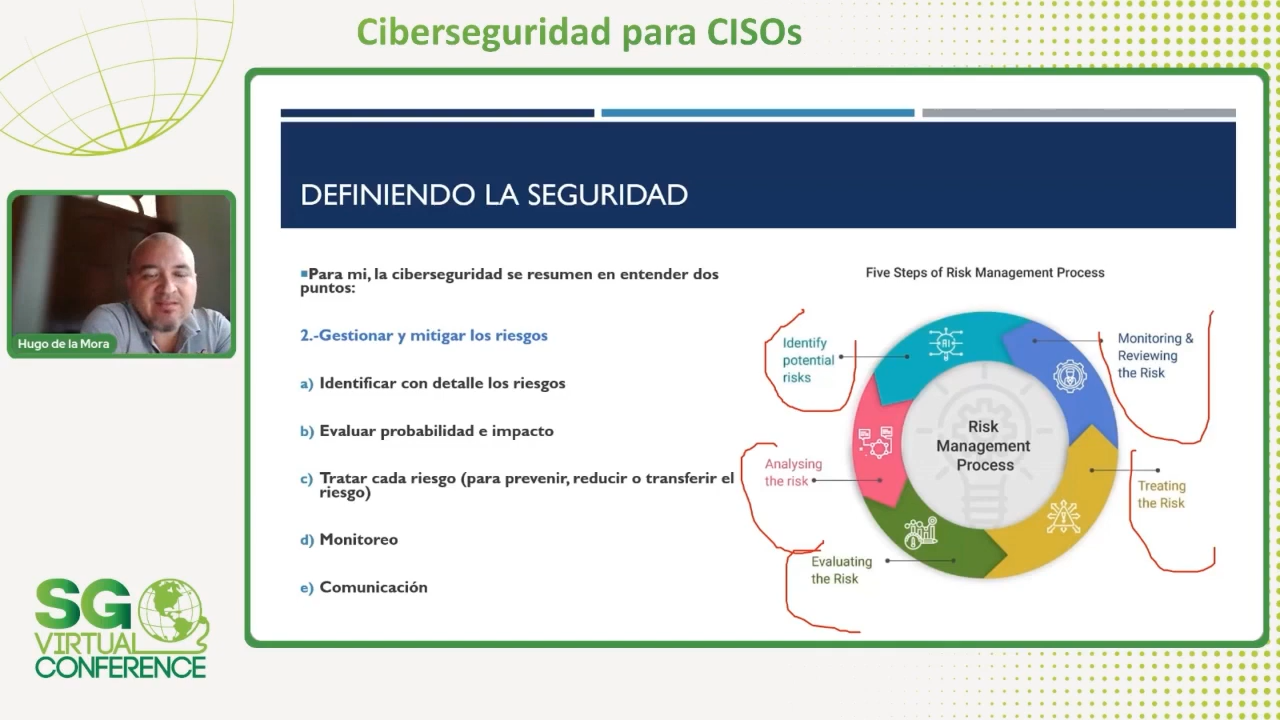 Ciberseguridad para CISOs
DEFINIENDO LA SEGURIDAD
Para mi, la ciberseguridad se resumen en entender dos
puntos:
2.-Gestionar y mitigar los riesgos
a) Identificar con detalle los riesgos
b) Evaluar probabilidad e impacto
c) Tratar cada riesgo (para prevenir, reducir o transferir el
riesgo)
d) Monitoreo
e) Comunicación
Five Steps of Risk Management Process
Identify
potential
risks
Monitoring &
Reviewing
the Risk
Risk
Management
Process
Analysing
the risk
Treating
the Risk
Evaluating
the Risk
Hugo de la Mora
SG
VIRTUAL
CONFERENCE